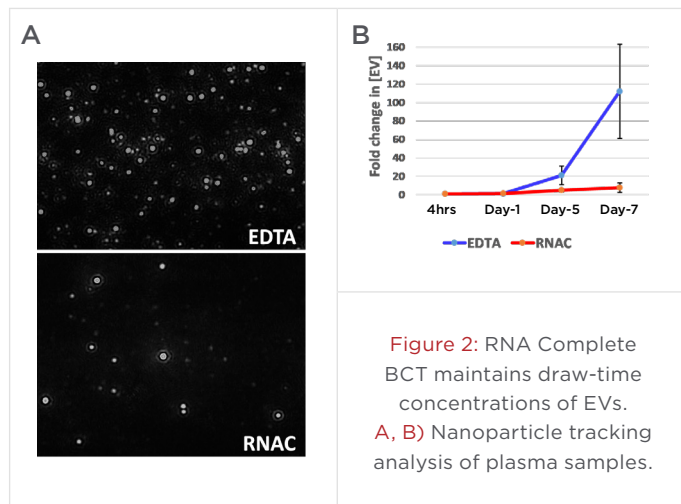 A
EDTA
RNAC
B
Fold change in [EV]
160
140
120
100
80
60
40
20
0
4hrs Day-1 Day-5 Day-7
EDTA RNAC
Figure 2: RNA Complete
BCT maintains draw-time
concentrations of EVs.
A, B) Nanoparticle tracking
analysis of plasma samples.